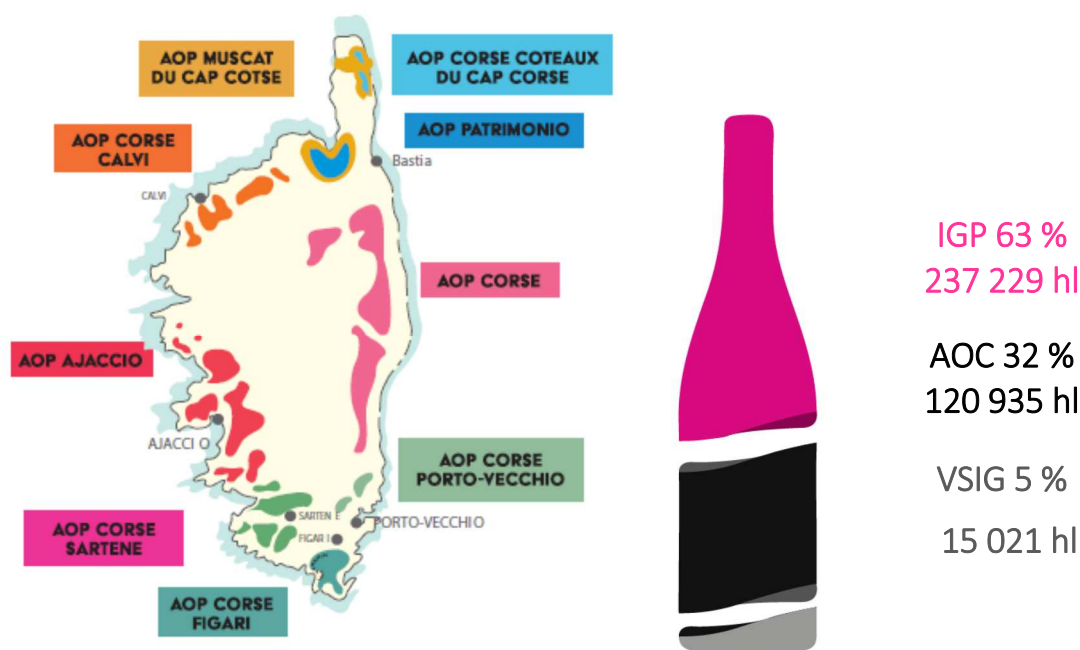 AOP MUSCAT
DU CAP COTSE
AOP CORSE COTEAUX
DU CAP CORSE
AOP PATRIMONIO
AOP CORSE
CALVI
Bastia
CALVI
AOP CORSE
AOP AJACCIO
AJACCI O
AOP CORSE
PORTO-VECCHIO
SARTEN E
PORTO-VECCHIO
FIGAR I
AOP CORSE
SARTENE
AOP CORSE
FIGARI
IGP 63 %
237 229 hl
AOC 32 %
120 935 hl
VSIG 5 %
15 021 hl